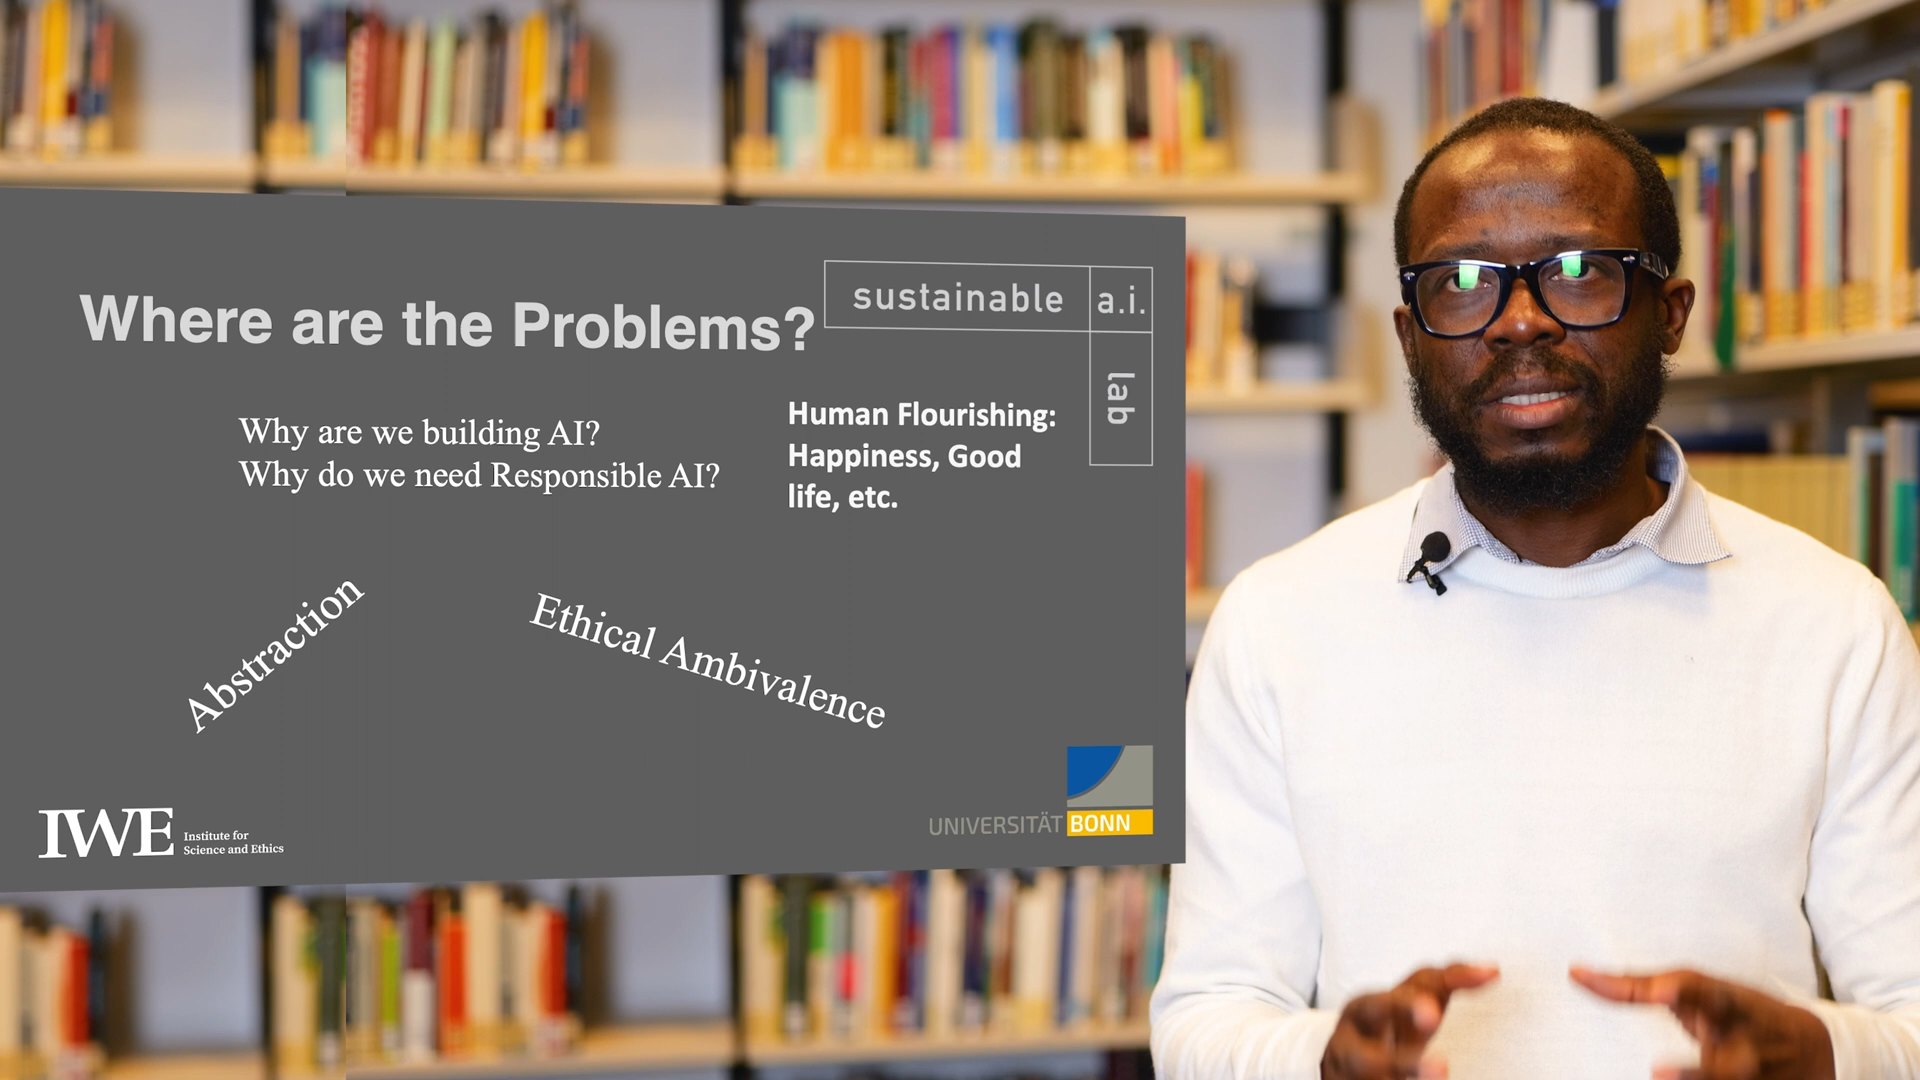 Where are the Problems?
sustainable a.i.
lab
Why are we building AI?
Why do we need Responsible AI?
Human Flourishing:
Happiness, Good
life, etc.
Abstraction
Ethical Ambivalence
IWE Institute for
Science and Ethics
UNIVERSITÄT BONN